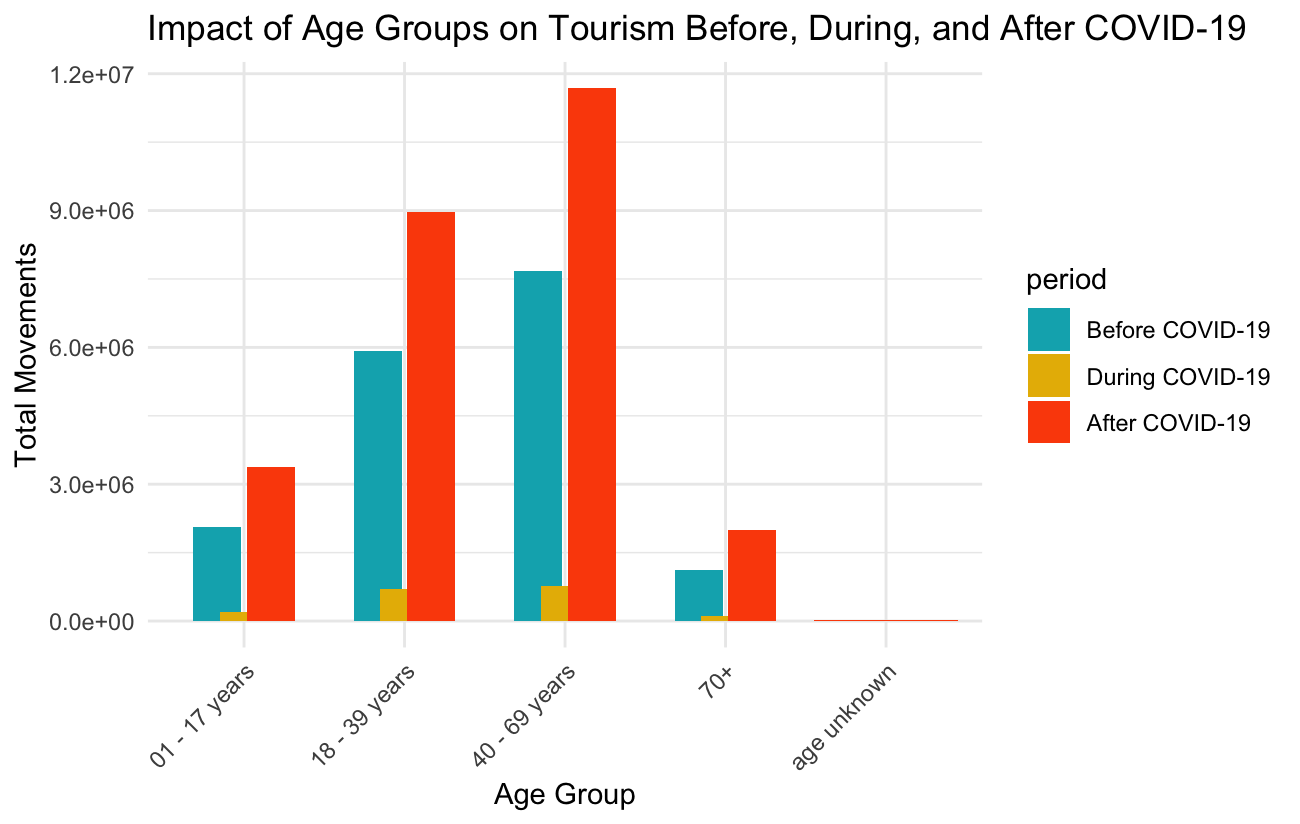 Impact of Age Groups on Tourism Before, During, and After COVID-19
Total Movements
1.2e+07
9.0e+06
6.0e+06
3.0e+06
0.0e+00
01 - 17 years
18 - 39 years
40 - 69 years
70+
age unknown
Age Group
period
Before COVID-19
During COVID-19
After COVID-19